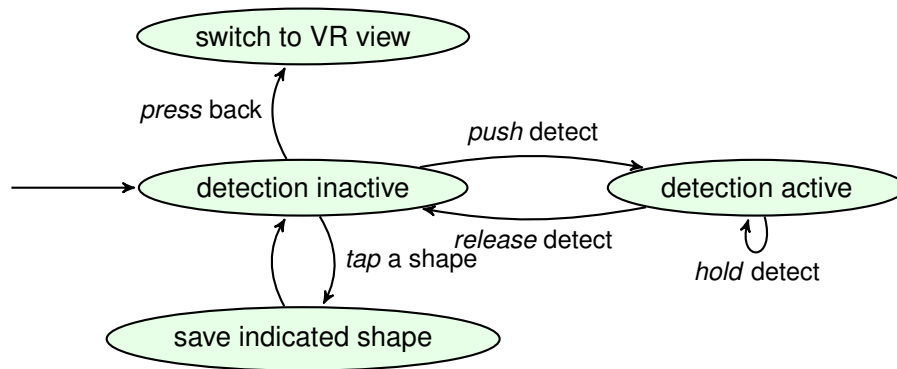 switch to VR view
press back
push detect
detection inactive
detection active
release detect
tap a shape
hold detect
save indicated shape